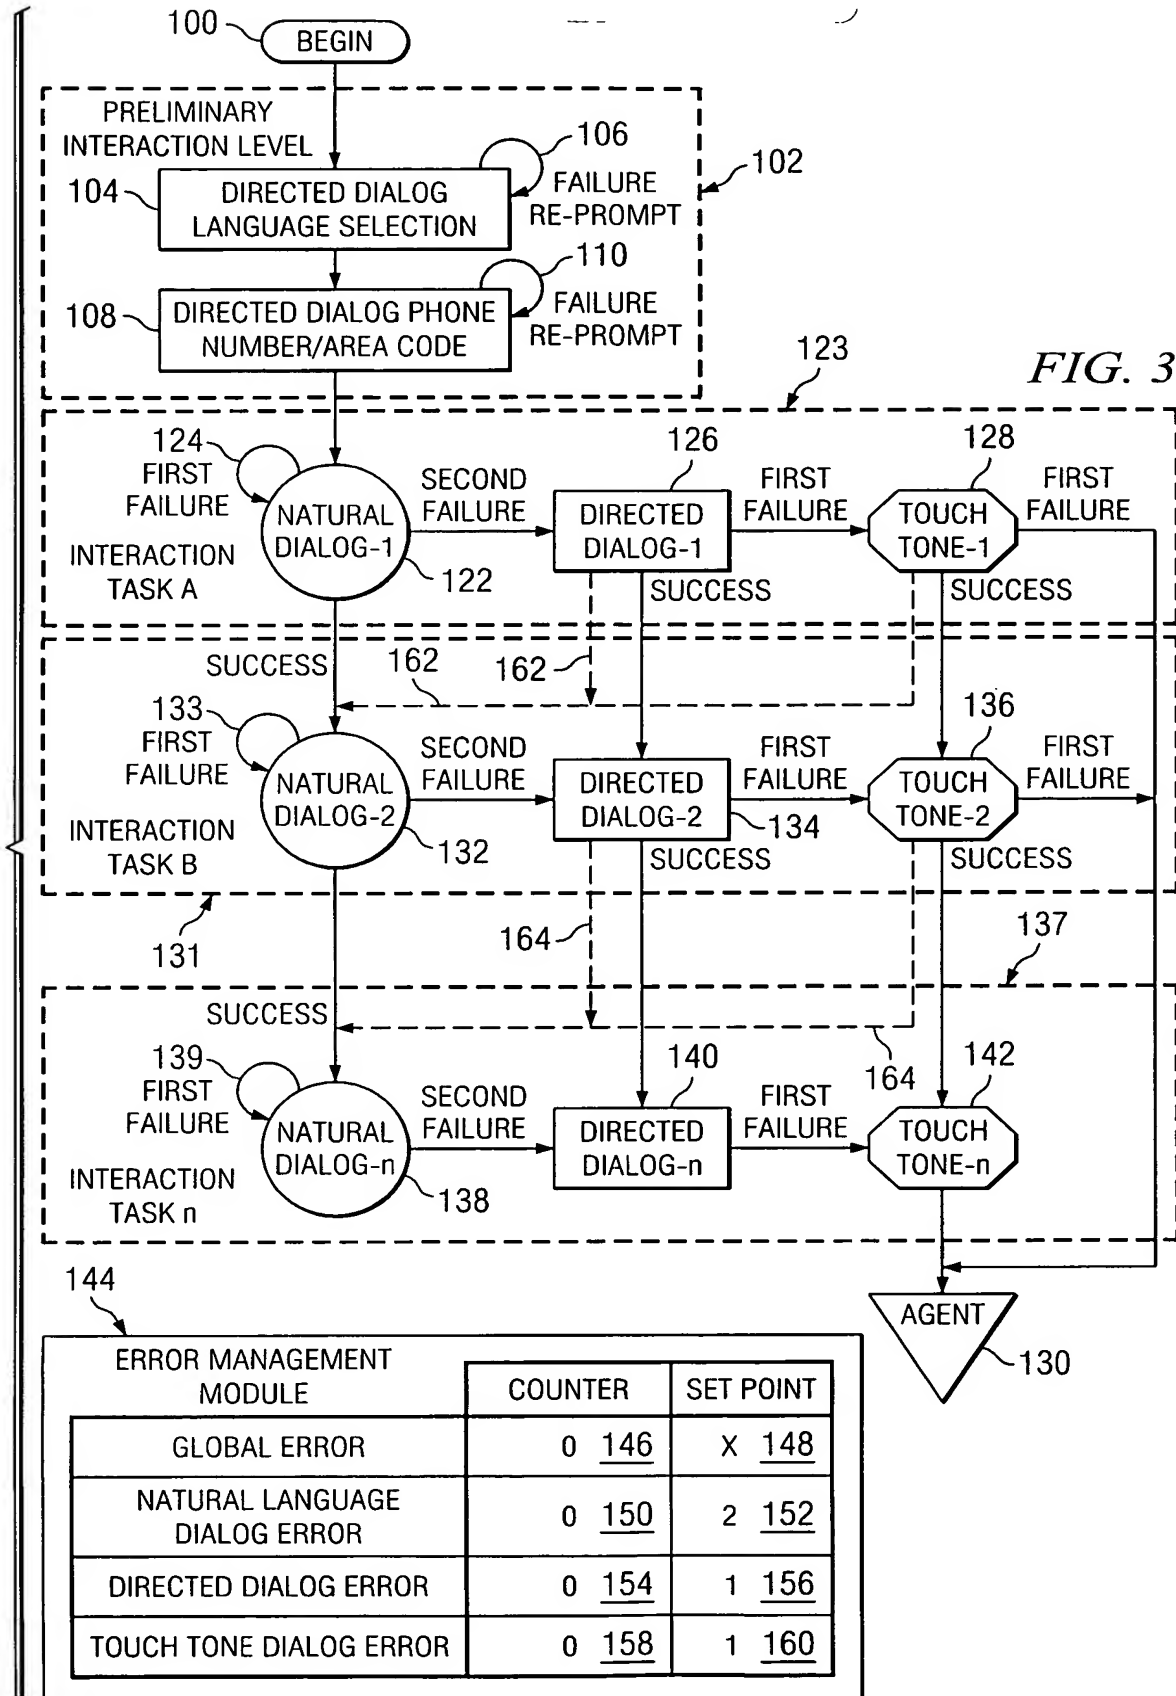 100
BEGIN
PRELIMINARY
INTERACTION LEVEL
106
102
104
DIRECTED DIALOG
LANGUAGE SELECTION
FAILURE
RE-PROMPT
110
108
DIRECTED DIALOG PHONE
NUMBER/AREA CODE
FAILURE
RE-PROMPT
123
FIG. 3
124
FIRST
FAILURE
126
128
NATURAL
DIALOG-1
SECOND
FAILURE
DIRECTED
DIALOG-1
FIRST
FAILURE
TOUCH
TONE-1
FIRST
FAILURE
INTERACTION
TASK A
122
SUCCESS
SUCCESS
SUCCESS
162
162
133
FIRST
FAILURE
136
NATURAL
DIALOG-2
SECOND
FAILURE
DIRECTED
DIALOG-2
FIRST
FAILURE
TOUCH
TONE-2
FIRST
FAILURE
INTERACTION
TASK B
132
134
SUCCESS
SUCCESS
131
164
137
SUCCESS
139
FIRST
FAILURE
140
164
142
NATURAL
DIALOG-n
SECOND
FAILURE
DIRECTED
DIALOG-n
FIRST
FAILURE
TOUCH
TONE-n
INTERACTION
TASK n
138
144
AGENT
130
ERROR MANAGEMENT
MODULE
COUNTER SET POINT
GLOBAL ERROR 0 146 X 148
NATURAL LANGUAGE
DIALOG ERROR 0 150 2 152
DIRECTED DIALOG ERROR 0 154 1 156
TOUCH TONE DIALOG ERROR 0 158 1 160